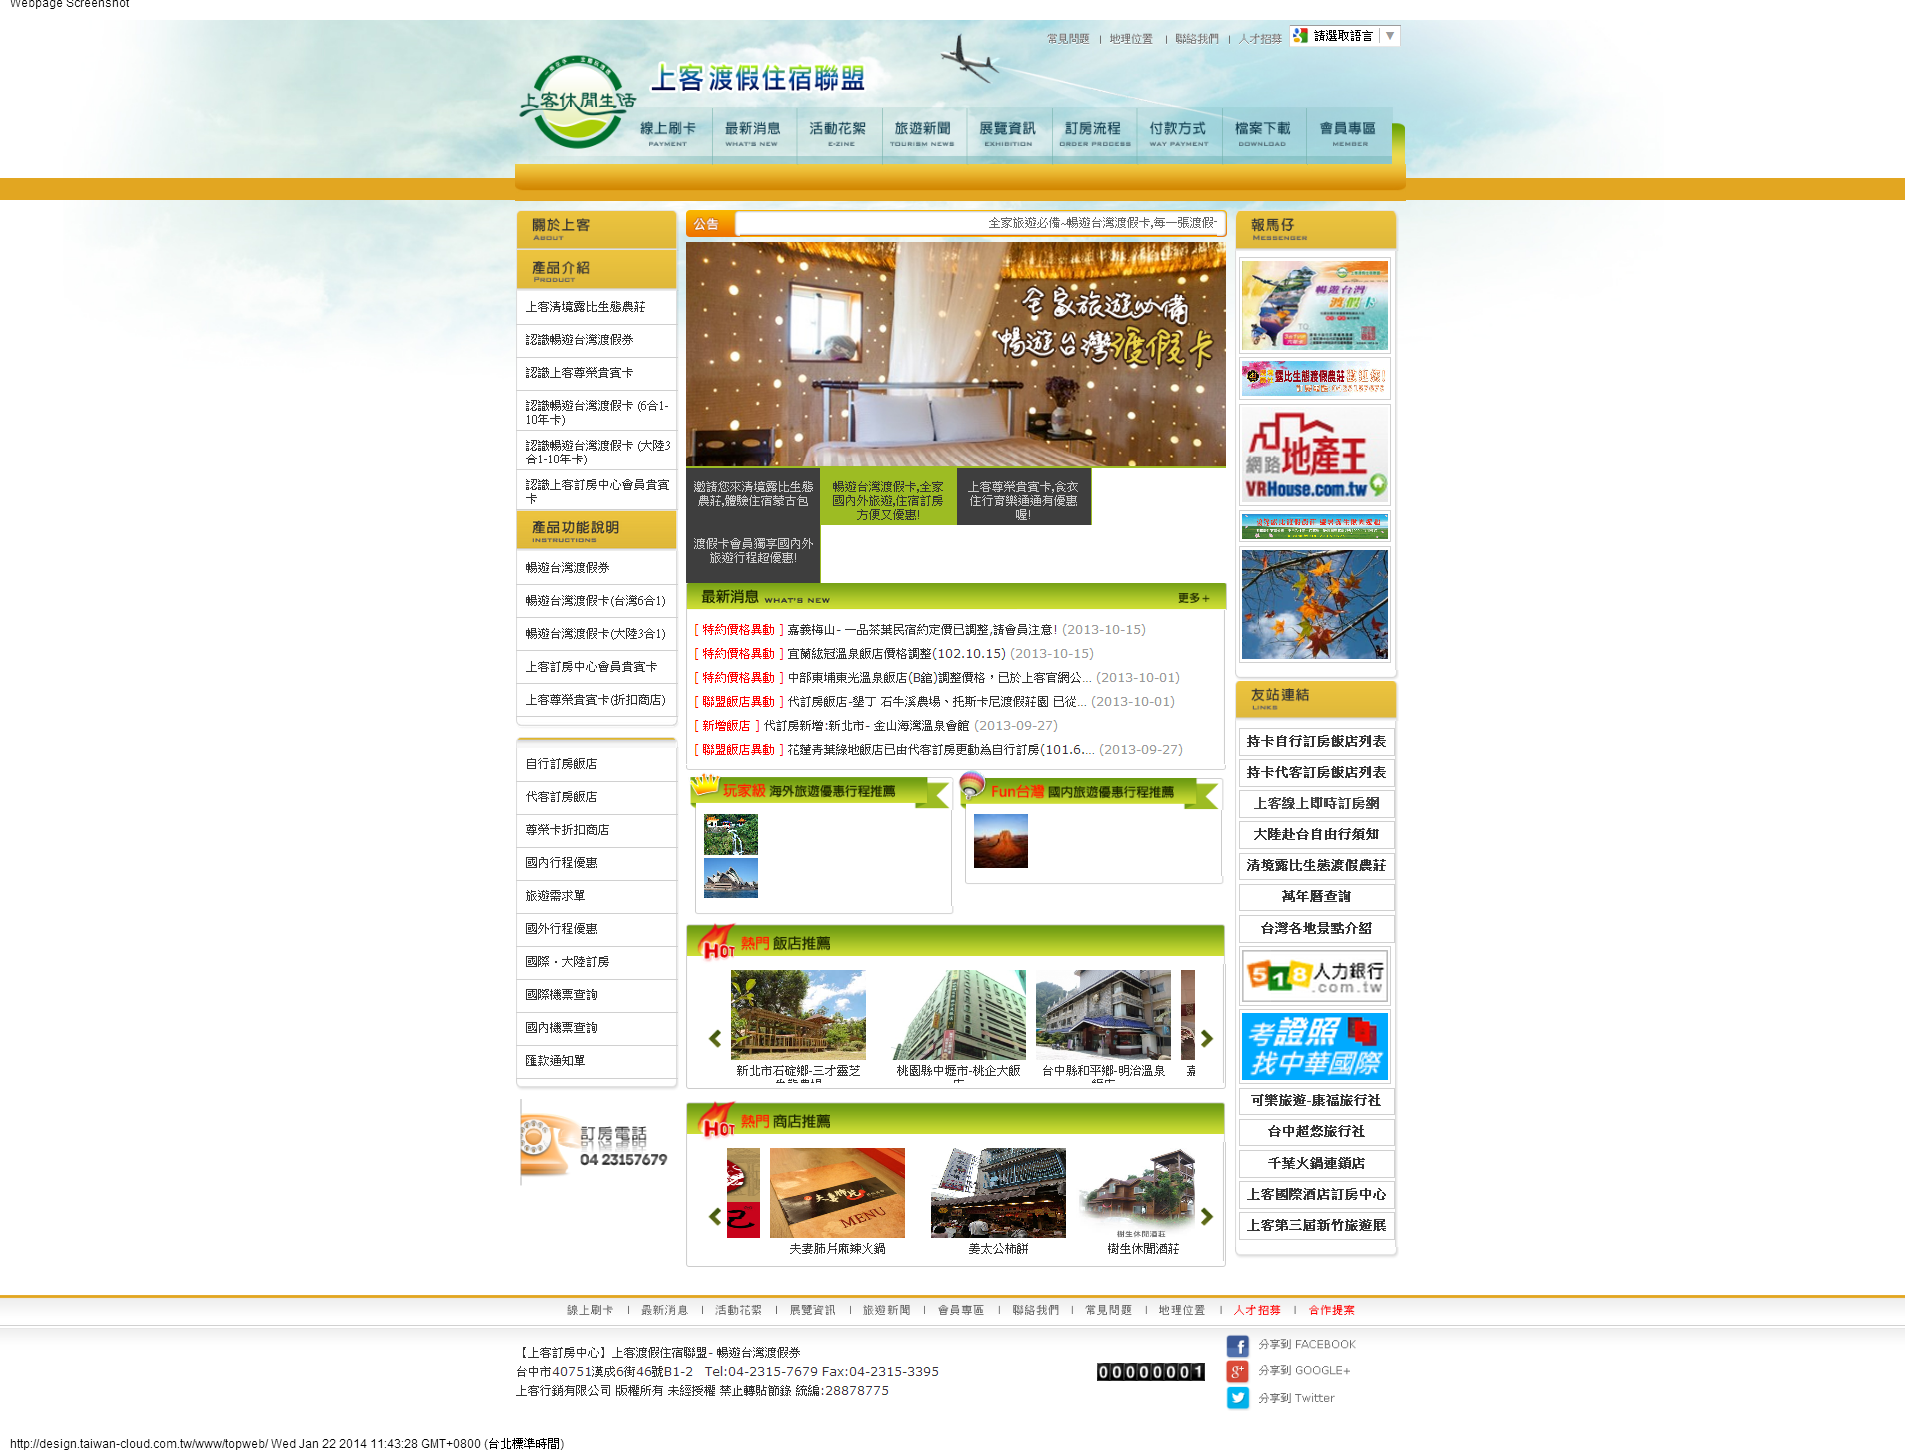 Webpage Screenshot
常見問題
地理位置
聯絡我們
人才招募
請選取語言
上客休閒生活
上客渡假住宿聯盟
線上刷卡
PAYMENT
最新消息
WHAT'S NEW
活動花絮
E-ZINE
旅遊新聞
TOURISM NEWS
展覽資訊
EXHIBITION
訂房流程
ORDER PROCESS
付款方式
WAY PAYMENT
檔案下載
DOWNLOAD
會員專區
MEMBER
關於上客
ABOUT
產品介紹
PRODUCT
上客清境露比生態農莊
認識暢遊台灣渡假券
認識上客尊榮貴賓卡
認識暢遊台灣渡假卡 (6合1-
10年卡)
認識暢遊台灣渡假卡 (大陸3
合1-10年卡)
認識上客訂房中心會員貴賓
卡
產品功能說明
INSTRUCTIONS
暢遊台灣渡假券
暢遊台灣渡假卡(台灣6合1)
暢遊台灣渡假卡(大陸3合1)
上客訂房中心會員貴賓卡
上客尊榮貴賓卡(折扣商店)
自行訂房飯店
代客訂房飯店
尊榮卡折扣商店
國內行程優惠
旅遊需求單
國外行程優惠
國際・大陸訂房
國際機票查詢
國內機票查詢
匯款通知單
訂房電話
04 23157679
公告
全家旅遊必備~暢遊台灣渡假卡,每一張渡假
全家旅遊必備
暢遊台灣渡假卡
邀請您來清境露比生態
農莊,體驗住宿蒙古包
暢遊台灣渡假卡,全家
國內外旅遊,住宿訂房
方便又優惠!
上客尊榮貴賓卡,食衣
住行育樂通通有優惠
喔!
渡假卡會員獨享國內外
旅遊行程超優惠!
最新消息 WHAT'S NEW
更多+
[ 特約價格異動 ] 嘉義梅山- 一品茶葉民宿約定價已調整,請會員注意! (2013-10-15)
[ 特約價格異動 ] 宜蘭紘冠溫泉飯店價格調整(102.10.15) (2013-10-15)
[ 特約價格異動 ] 中部東埔東光溫泉飯店(B館)調整價格，已於上客官網公... (2013-10-01)
[ 聯盟飯店異動 ] 代訂房飯店-墾丁 石牛溪農場、托斯卡尼渡假莊園 已從... (2013-10-01)
[ 新增飯店 ] 代訂房新增:新北市- 金山海灣溫泉會館 (2013-09-27)
[ 聯盟飯店異動 ] 花蓮青葉綠地飯店已由代客訂房更動為自行訂房(101.6.... (2013-09-27)
玩家級 海外旅遊優惠行程推薦
Fun台灣 國內旅遊優惠行程推薦
HOT 熱門 飯店推薦
新北市石碇鄉-三才靈芝
桃園縣中壢市-桃企大飯
台中縣和平鄉-明治溫泉
嘉
HOT 熱門 商店推薦
夫妻肺片
MENU
夫妻肺片麻辣火鍋
姜太公柿餅
樹生休閒酒莊
樹生休閒酒莊
報馬仔
MESSENGER
暢遊台灣
渡假卡
露比生態渡假農莊
網路地產王
VRHouse.com.tw
友站連結
LINKS
持卡自行訂房飯店列表
持卡代客訂房飯店列表
上客線上即時訂房網
大陸赴台自由行須知
清境露比生態渡假農莊
萬年曆查詢
台灣各地景點介紹
518人力銀行
.com.tw
考證照
找中華國際
可樂旅遊-康福旅行社
台中超悠旅行社
千葉火鍋連鎖店
上客國際酒店訂房中心
上客第三屆新竹旅遊展
線上刷卡
最新消息
活動花絮
展覽資訊
旅遊新聞
會員專區
聯絡我們
常見問題
地理位置
人才招募
合作提案
【上客訂房中心】上客渡假住宿聯盟- 暢遊台灣渡假券
台中市40751漢成6街46號B1-2 Tel:04-2315-7679 Fax:04-2315-3395
上客行銷有限公司 版權所有 未經授權 禁止轉貼節錄 統編:28878775
00000001
分享到 FACEBOOK
分享到 GOOGLE+
分享到 Twitter
http://design.taiwan-cloud.com.tw/www/topweb/ Wed Jan 22 2014 11:43:28 GMT+0800 (台北標準時間)